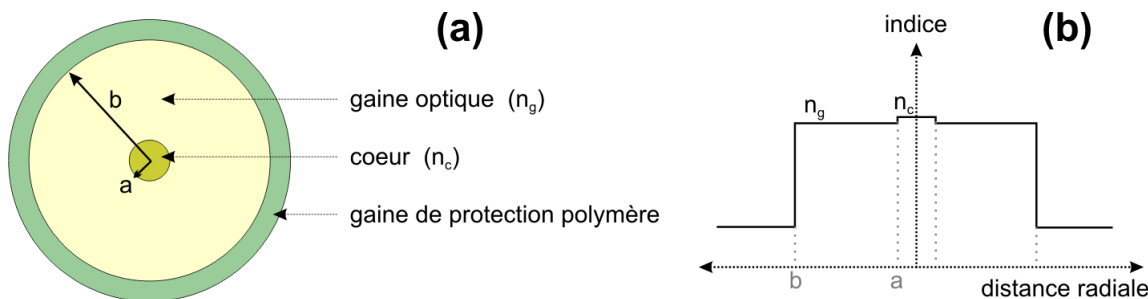 (a)
b
a
gaine optique (ng)
coeur (nc)
gaine de protection polymère
indice
(b)
ng
nc
a
b
a
distance radiale